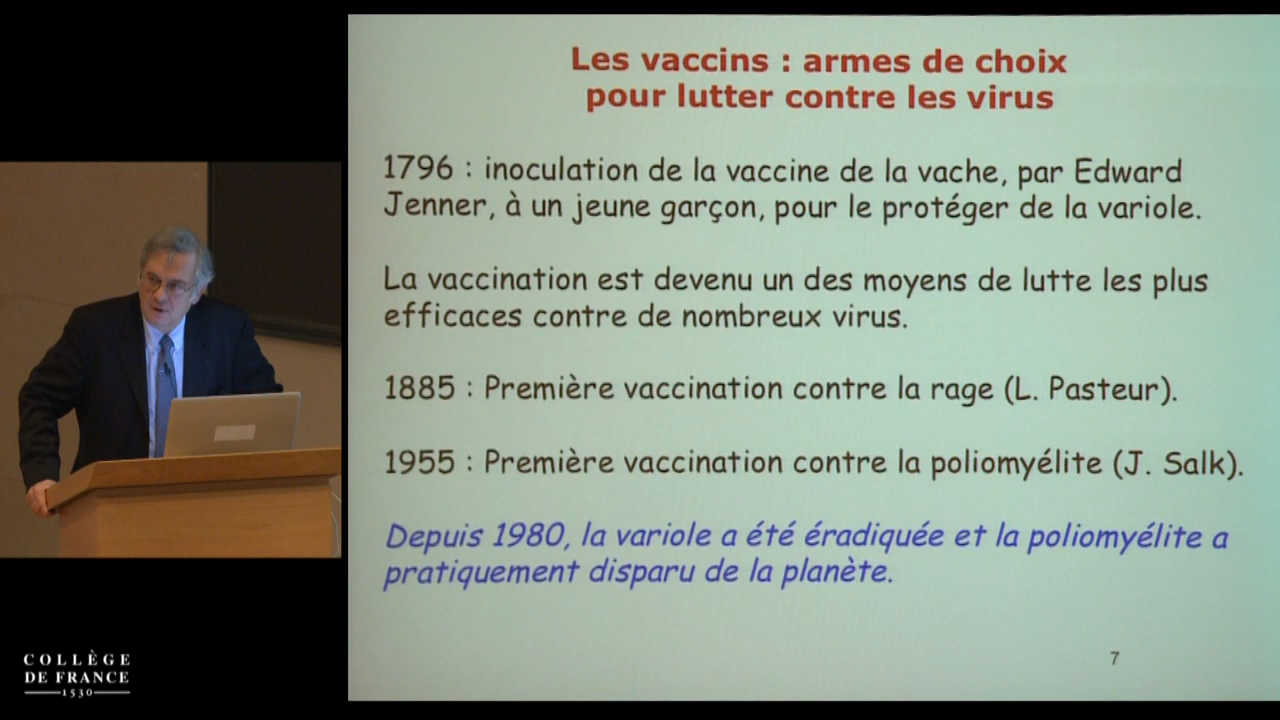 Les vaccins : armes de choix
pour lutter contre les virus
1796 : inoculation de la vaccine de la vache, par Edward
Jenner, à un jeune garçon, pour le protéger de la variole.
La vaccination est devenu un des moyens de lutte les plus
efficaces contre de nombreux virus.
1885 : Première vaccination contre la rage (L. Pasteur).
1955 : Première vaccination contre la poliomyélite (J. Salk).
Depuis 1980, la variole a été éradiquée et la poliomyélite a
pratiquement disparu de la planète.
7
COLLÈGE
DE FRANCE
1530